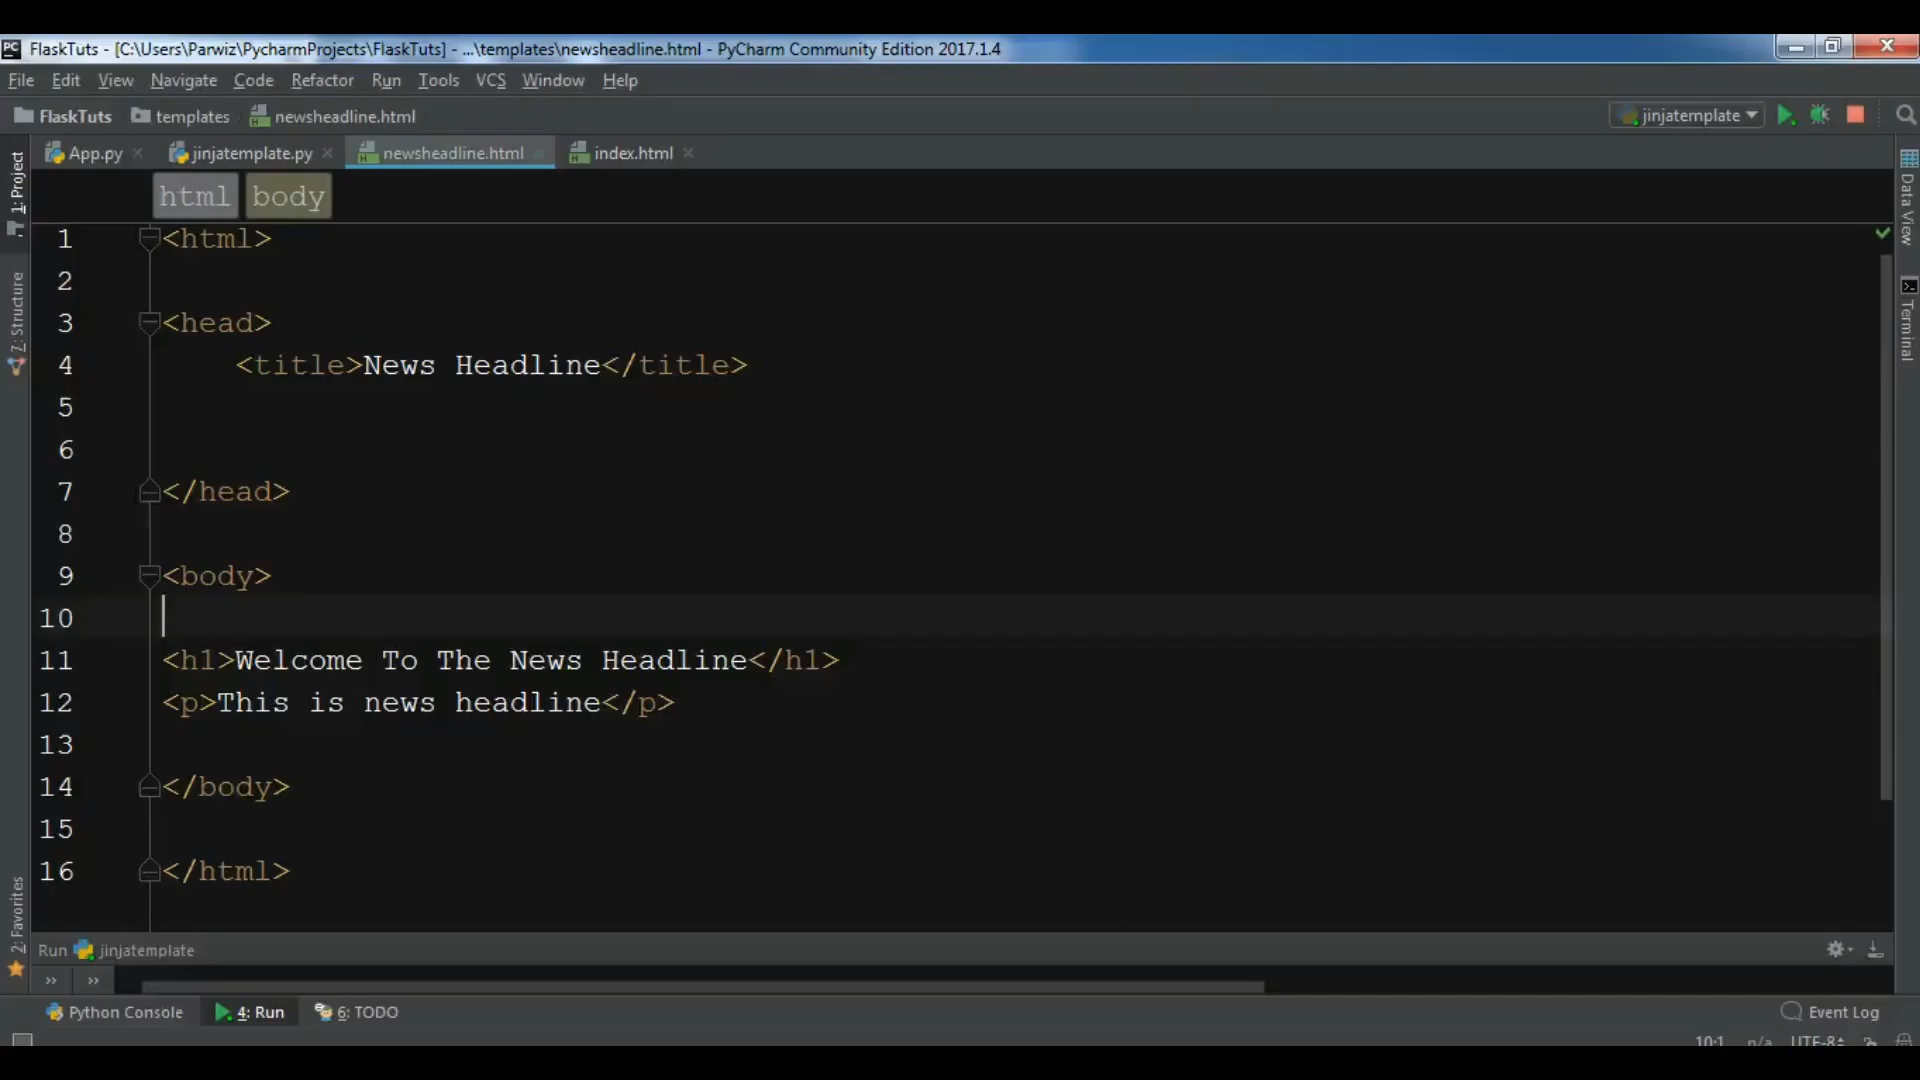 FlaskTuts - [C:\Users\Parwiz\PycharmProjects\FlaskTuts] - ...\templates\newsheadline.html - PyCharm Community Edition 2017.1.4
File Edit View Navigate Code Refactor Run Tools VCS Window Help
FlaskTuts templates newsheadline.html jinjatemplate
App.py jinjatemplate.py newsheadline.html index.html
html body
1 <html>
2
3 <head>
4 <title>News Headline</title>
5
6
7 </head>
8
9 <body>
10
11 <h1>Welcome To The News Headline</h1>
12 <p>This is news headline</p>
13
14 </body>
15
16 </html>
1: Project
7: Structure
2: Favorites
Data View
Terminal
Run jinjatemplate
Python Console 4: Run 6: TODO Event Log
10:1 n/a UTF-8